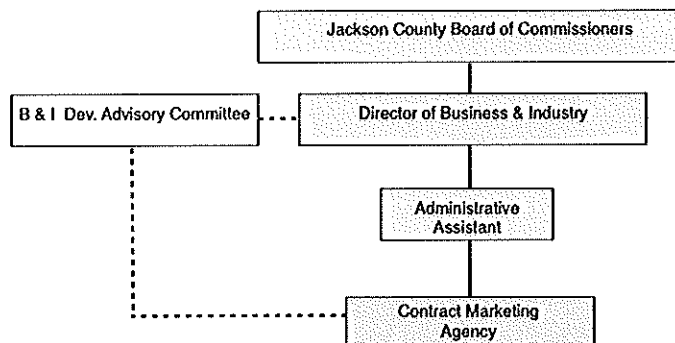 Jackson County Board of Commissioners
B & I Dev. Advisory Committee
Director of Business & Industry
Administrative
Assistant
Contract Marketing
Agency